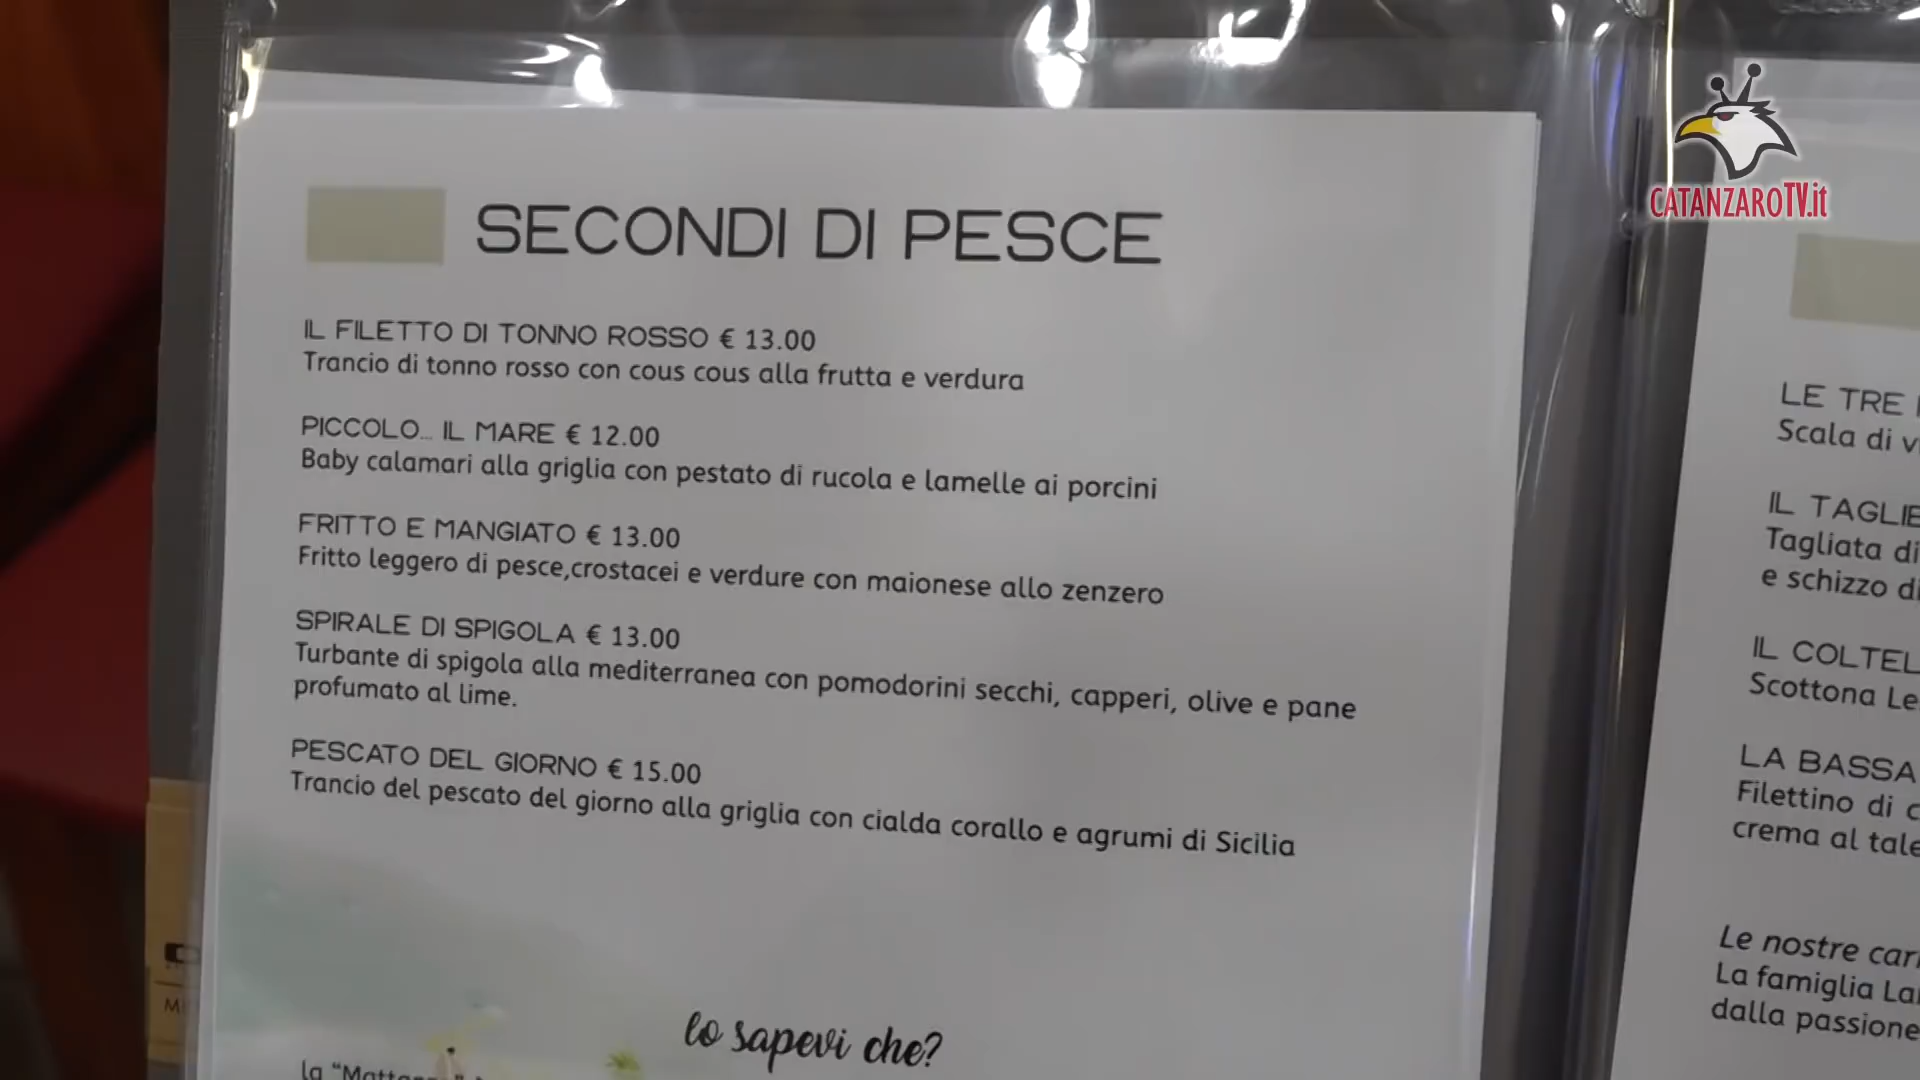 CATANZAROTV.it
SECONDI DI PESCE
IL FILETTO DI TONNO ROSSO € 13.00
Trancio di tonno rosso con cous cous alla frutta e verdura
PICCOLO... IL MARE € 12.00
Baby calamari alla griglia con pestato di rucola e lamelle ai porcini
FRITTO E MANGIATO € 13.00
Fritto leggero di pesce,crostacei e verdure con maionese allo zenzero
SPIRALE DI SPIGOLA € 13.00
Turbante di spigola alla mediterranea con pomodorini secchi, capperi, olive e pane
profumato al lime.
PESCATO DEL GIORNO € 15.00
Trancio del pescato del giorno alla griglia con cialda corallo e agrumi di Sicilia
lo sapevi che?
la
LE TRE
Scala di
IL
Tagliata di
e schizzo
IL
Scottona
LA
Filettino di
crema al
Le nostre
La famiglia
dalla passione